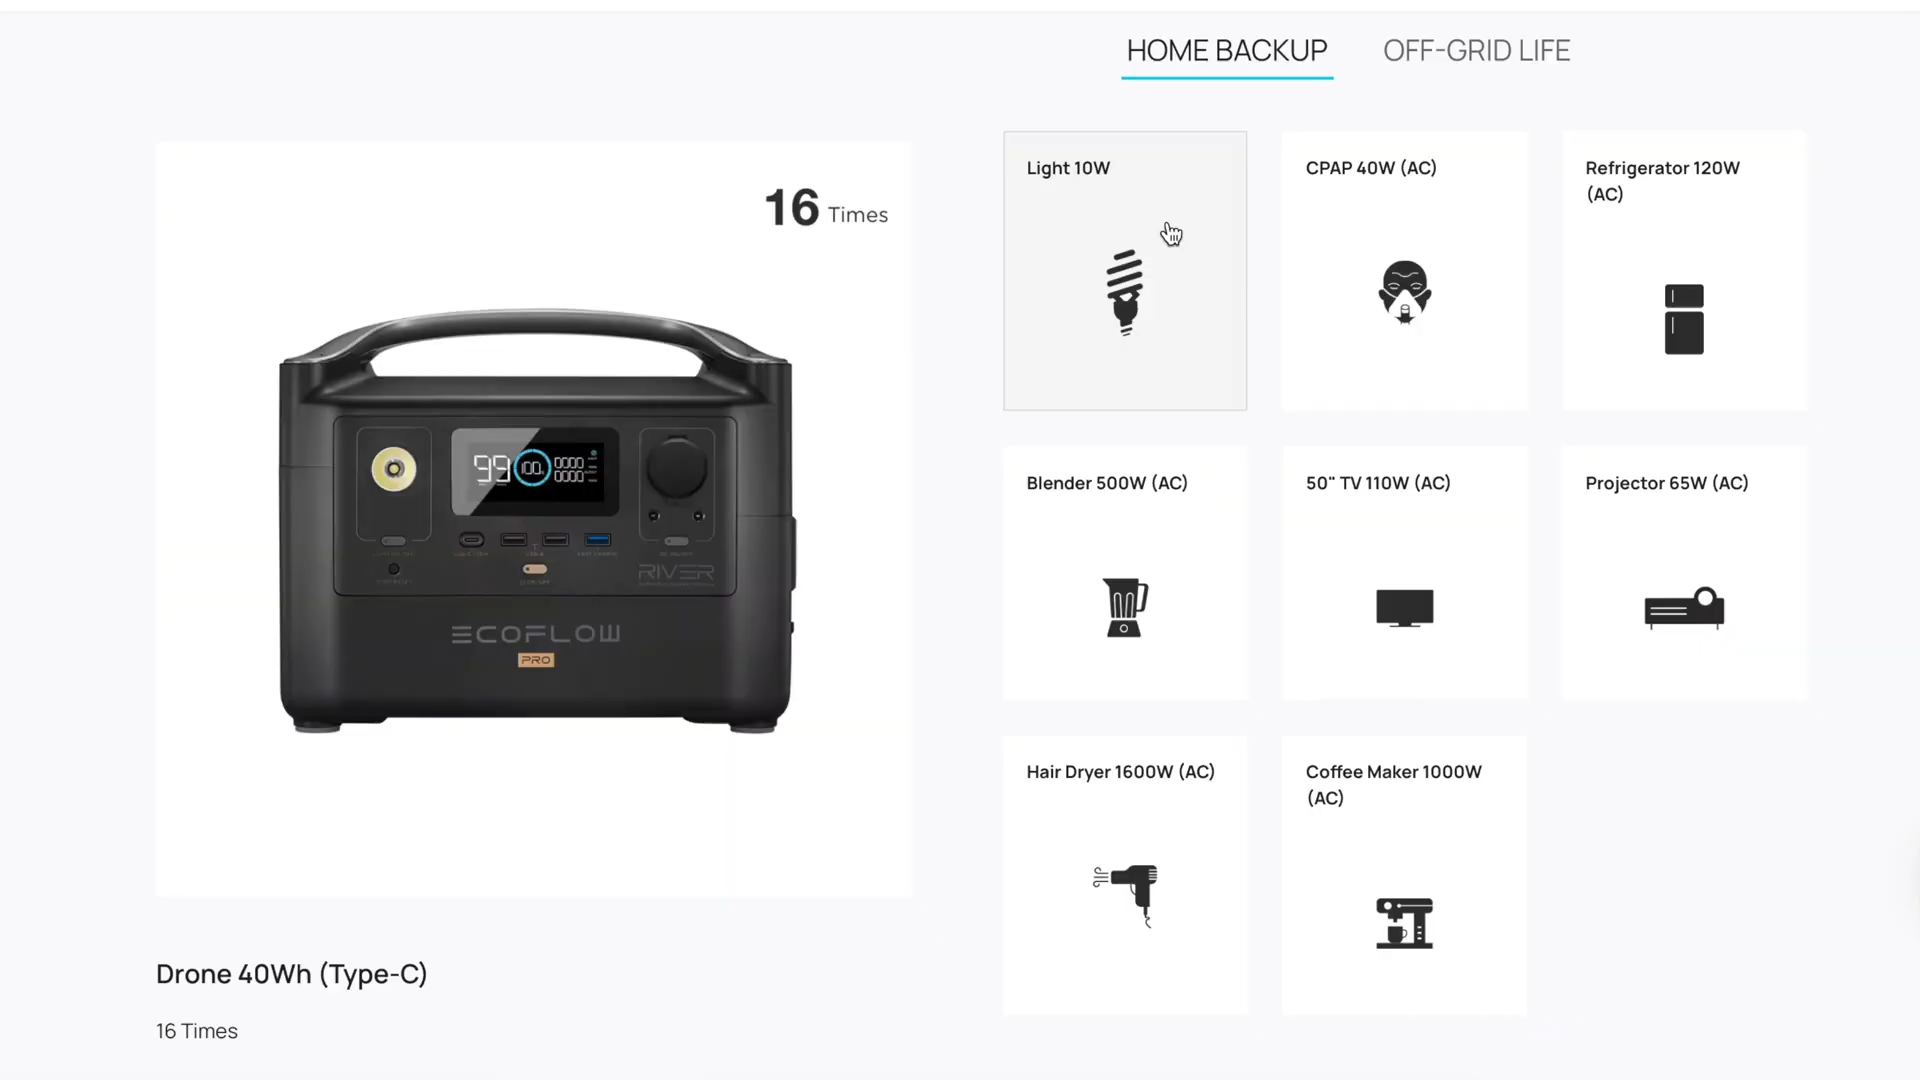 HOME BACKUP OFF-GRID LIFE
16 Times
Light 10W
CPAP 40W (AC)
Refrigerator 120W
(AC)
99 100%
RIVER
ECOFLOW
PRO
Blender 500W (AC)
50" TV 110W (AC)
Projector 65W (AC)
Hair Dryer 1600W (AC)
Coffee Maker 1000W
(AC)
Drone 40Wh (Type-C)
16 Times